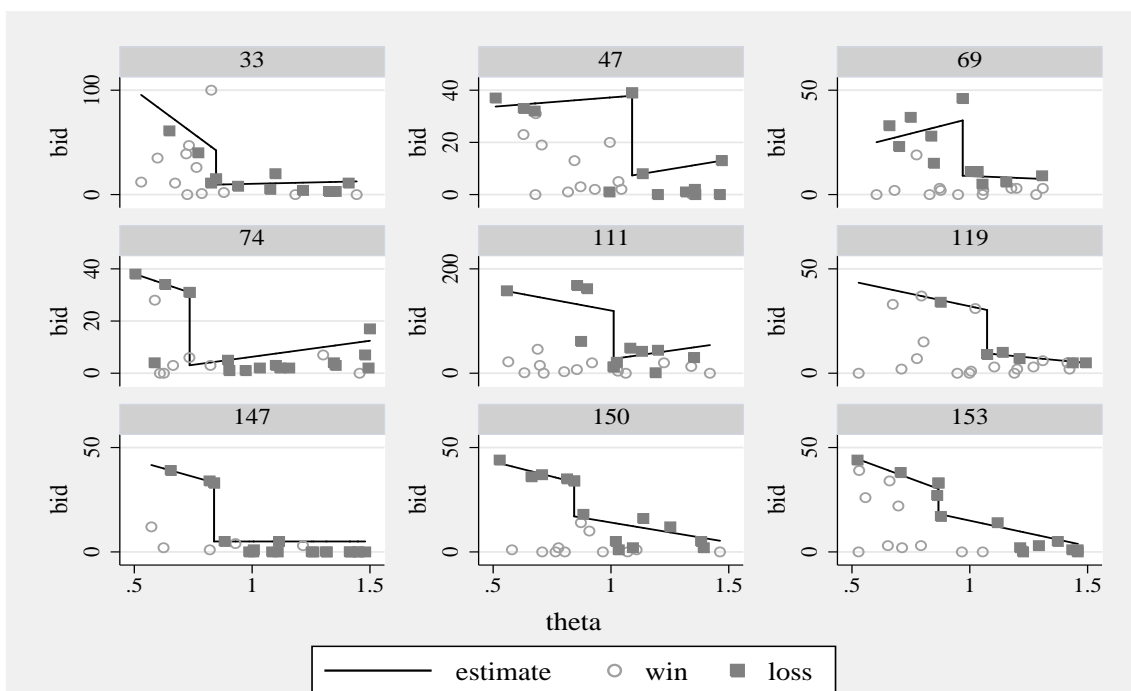 33 47 69
bid 0 100
bid 0 20 40
bid 0 50
74 111 119
bid 0 20 40
bid 0 200
bid 0 50
147 150 153
bid 0 50
bid 0 50
bid 0 50
.5 1 1.5 .5 1 1.5 .5 1 1.5
theta
estimate win loss